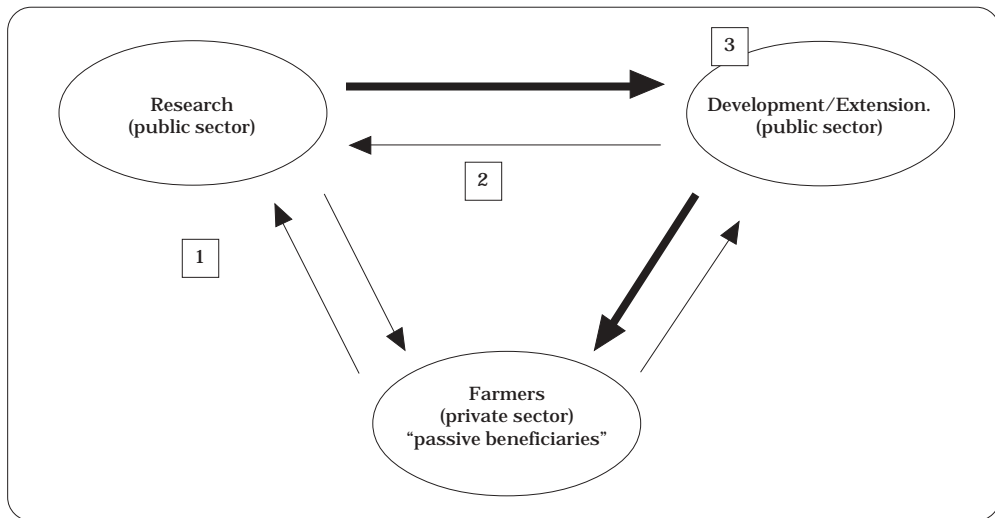 3
Research
(public sector)
Development/Extension.
(public sector)
2
1
Farmers
(private sector)
“passive beneficiaries”